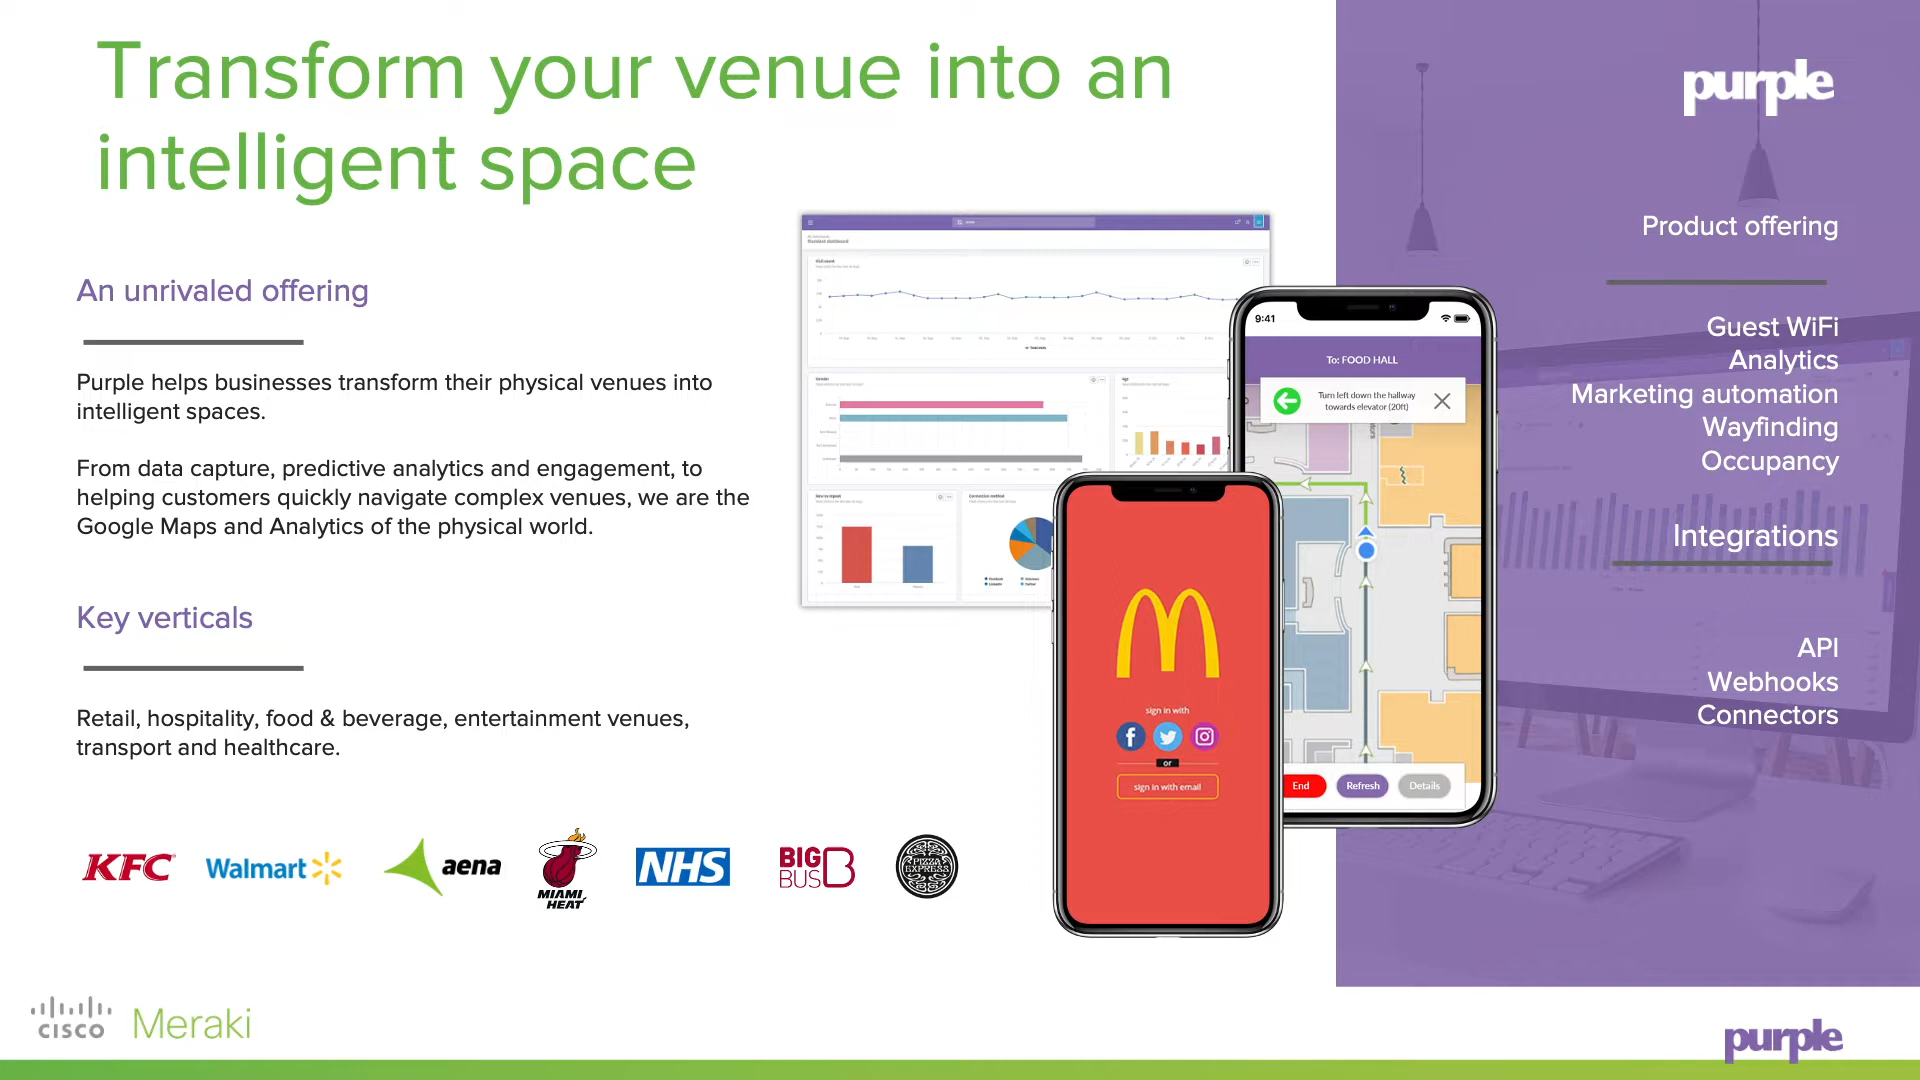 Transform your venue into an
intelligent space
An unrivaled offering
Purple helps businesses transform their physical venues into
intelligent spaces.
From data capture, predictive analytics and engagement, to
helping customers quickly navigate complex venues, we are the
Google Maps and Analytics of the physical world.
Key verticals
Retail, hospitality, food & beverage, entertainment venues,
transport and healthcare.
KFC
Walmart
aena
MIAMI
HEAT
NHS
BIG
BUS
PIZZA
EXPRESS
9:41
To: FOOD HALL
Turn left down the hallway
towards elevator (20ft)
End
Refresh
Details
sign in with
or
sign in with email
purple
Product offering
Guest WiFi
Analytics
Marketing automation
Wayfinding
Occupancy
Integrations
API
Webhooks
Connectors
CISCO Meraki
purple